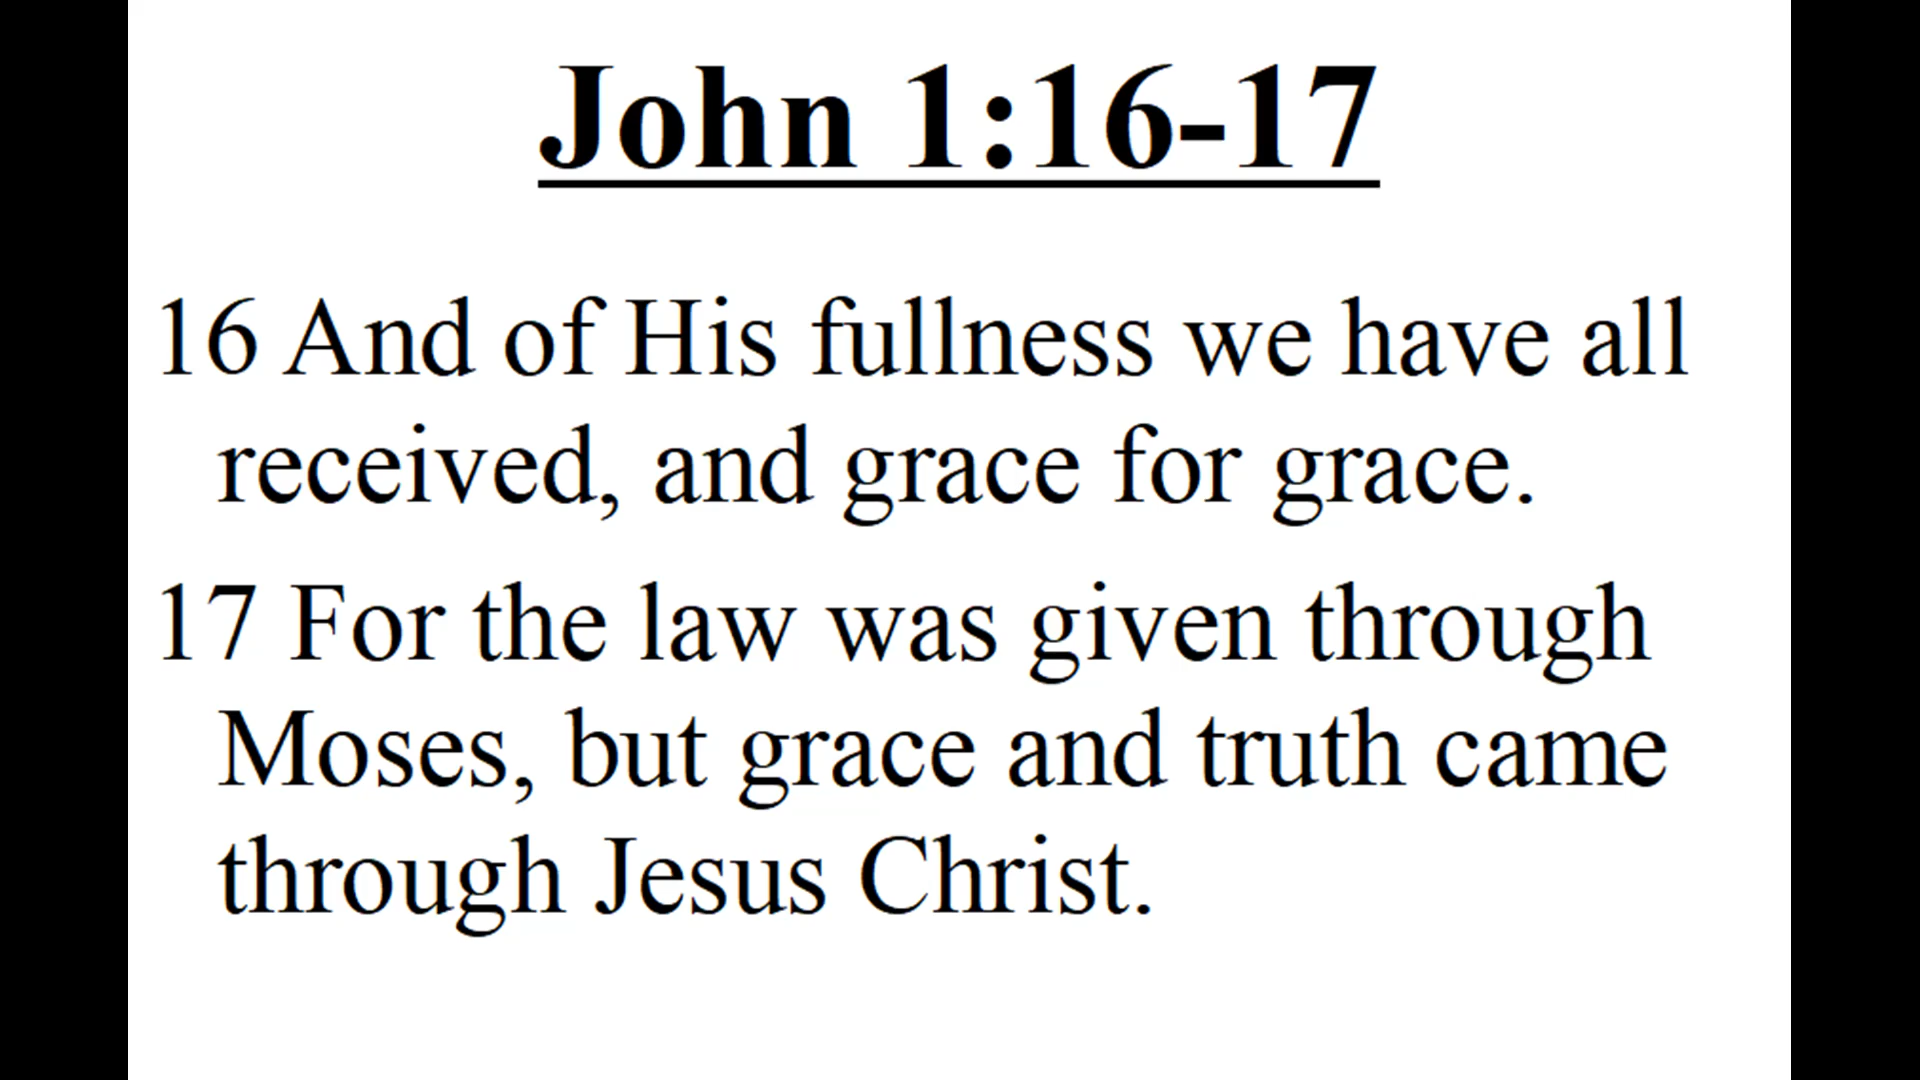 John 1:16-17
16 And of His fullness we have all
received, and grace for grace.
17 For the law was given through
Moses, but grace and truth came
through Jesus Christ.